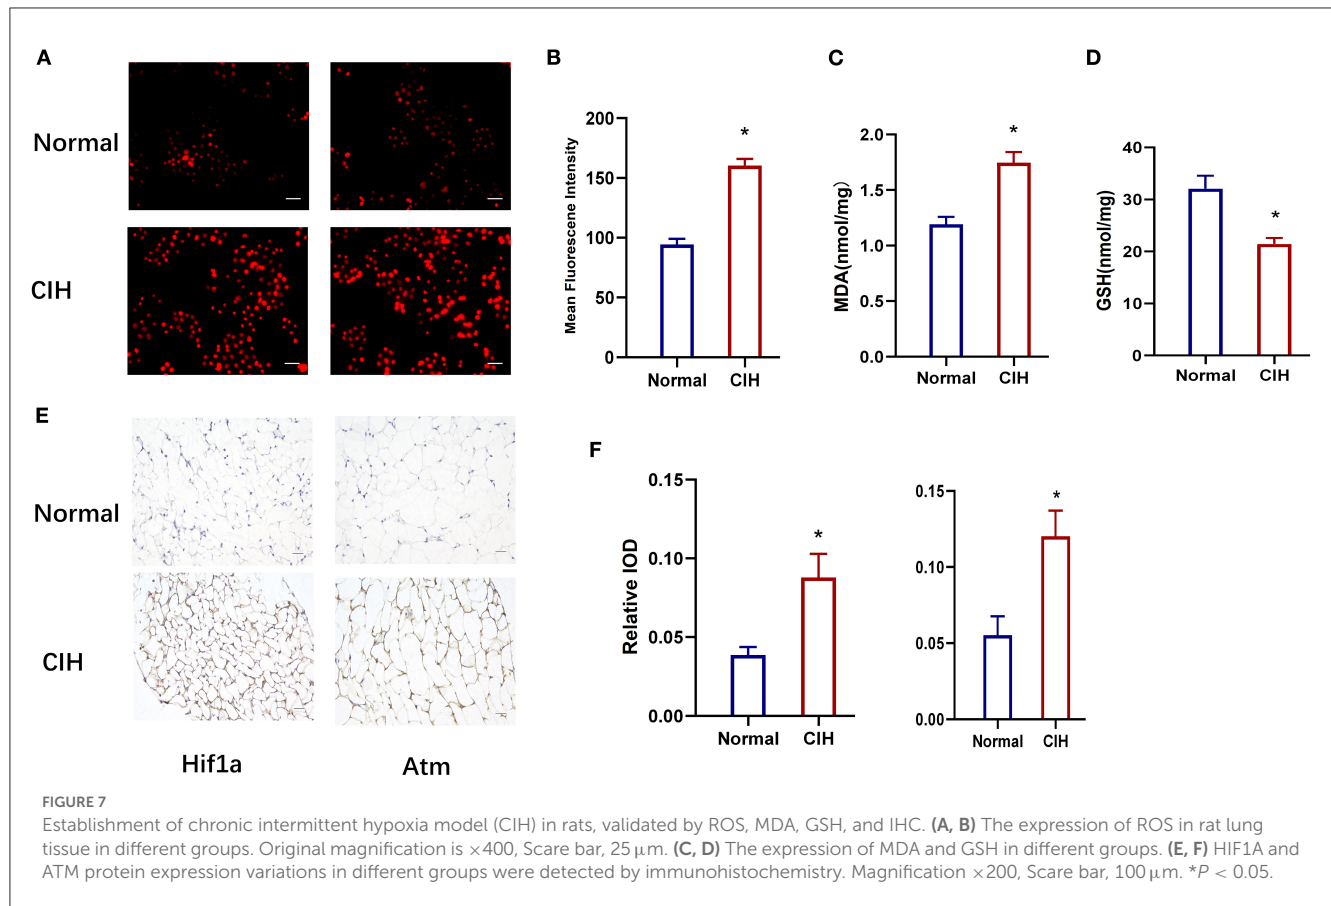 A
Normal
CIH
B
200
150
100
50
0
Mean Fluorescene Intensity
*
Normal CIH
C
2.0
1.5
1.0
0.5
0.0
MDA(nmol/mg)
*
Normal CIH
D
40
30
20
10
0
GSH(nmol/mg)
*
Normal CIH
E
Normal
CIH
Hif1a Atm
F
0.15
0.10
0.05
0.00
Relative IOD
*
Normal CIH
0.15
0.10
0.05
0.00
*
Normal CIH
FIGURE 7
Establishment of chronic intermittent hypoxia model (CIH) in rats, validated by ROS, MDA, GSH, and IHC. (A, B) The expression of ROS in rat lung
tissue in different groups. Original magnification is ×400, Scare bar, 25 μm. (C, D) The expression of MDA and GSH in different groups. (E, F) HIF1A and
ATM protein expression variations in different groups were detected by immunohistochemistry. Magnification ×200, Scare bar, 100 μm. *P < 0.05.